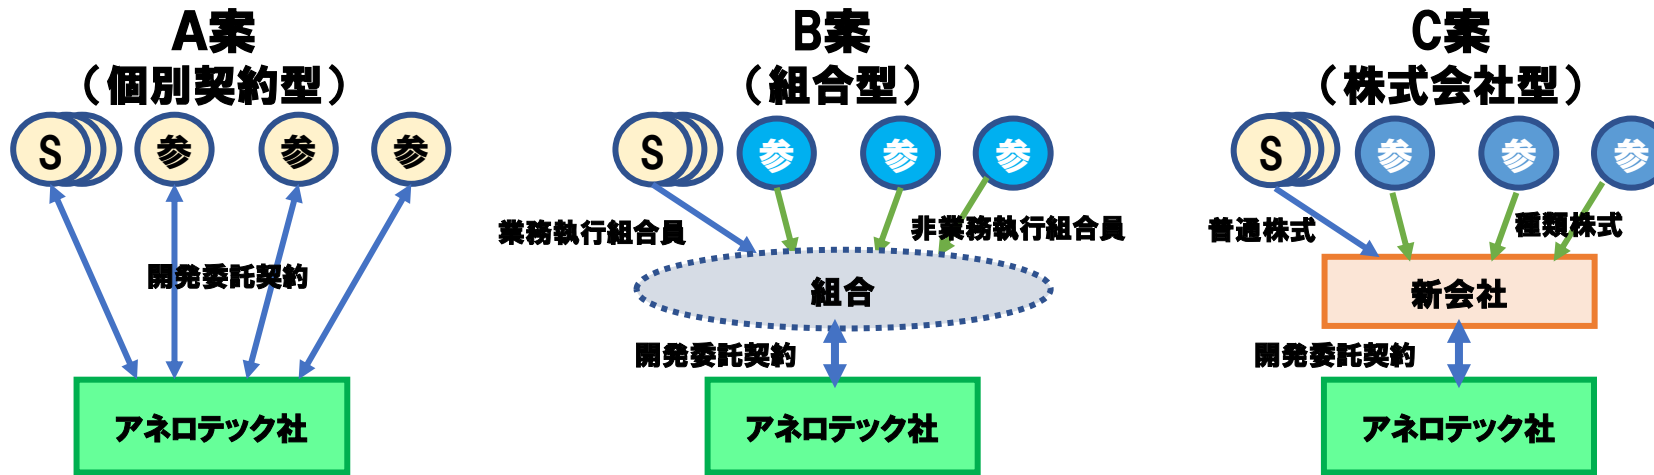 A案
（個別契約型）
S
参
参
参
開発委託契約
アネロテック社
B案
（組合型）
S
参
参
参
業務執行組合員
非業務執行組合員
組合
開発委託契約
アネロテック社
C案
（株式会社型）
S
参
参
参
普通株式
種類株式
新会社
開発委託契約
アネロテック社